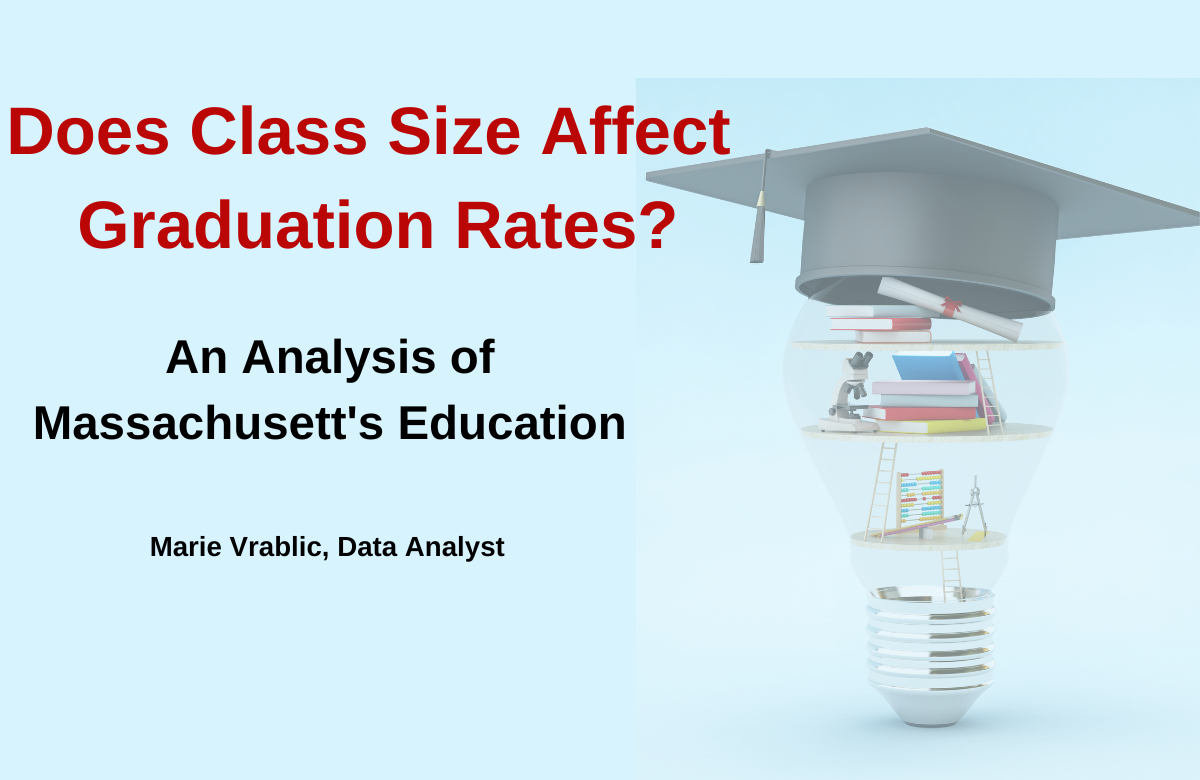 Does Class Size Affect
Graduation Rates?
An Analysis of
Massachusett's Education
Marie Vrablic, Data Analyst